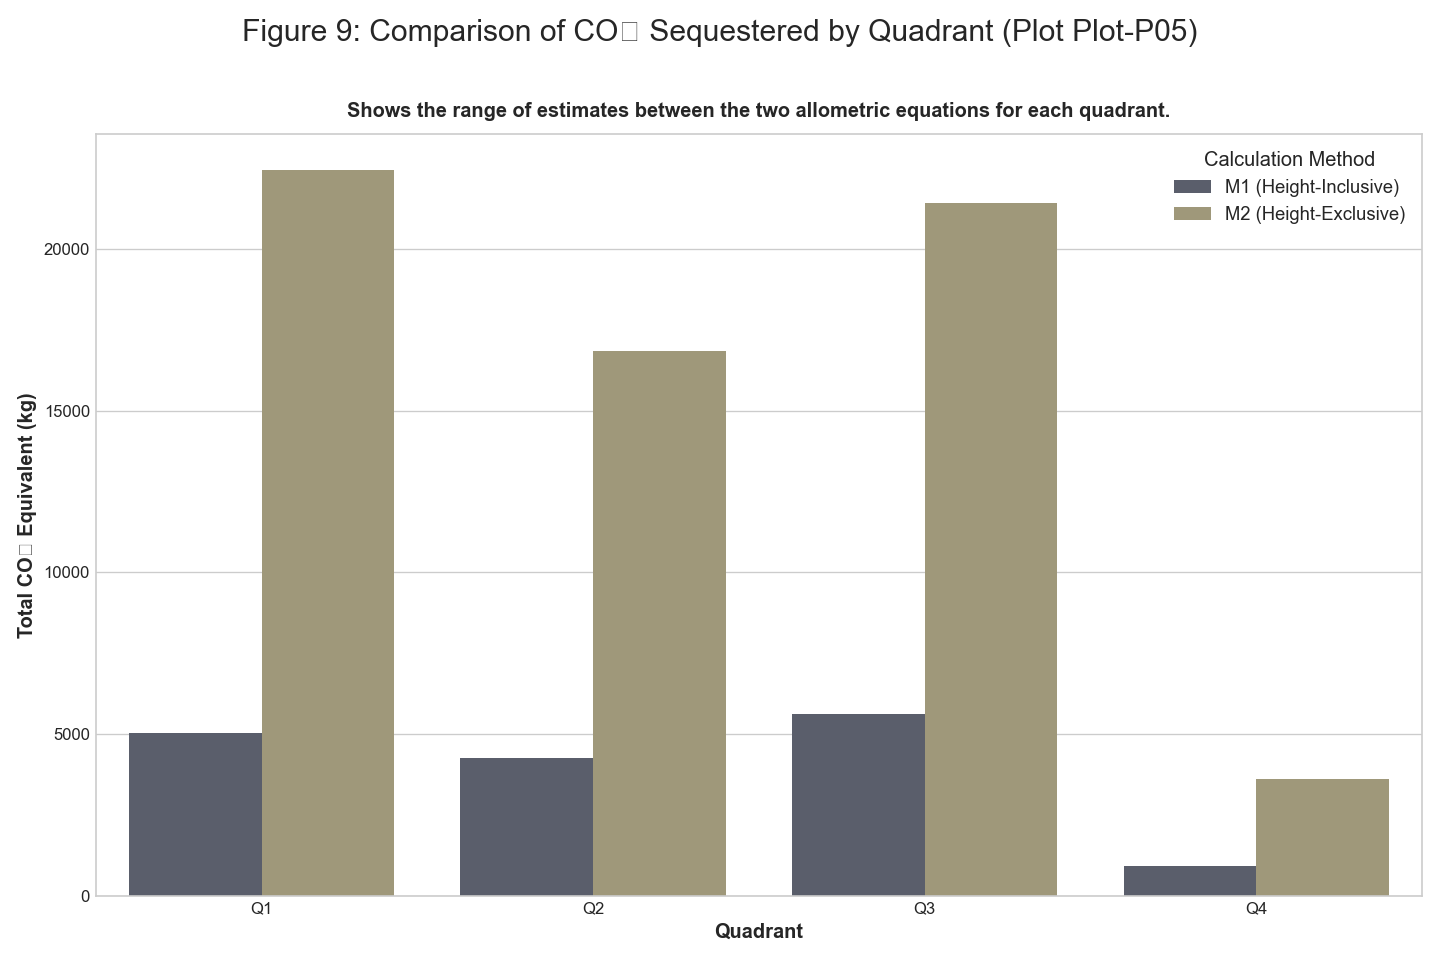 Figure 9: Comparison of CO□ Sequestered by Quadrant (Plot Plot-P05)
Shows the range of estimates between the two allometric equations for each quadrant.
Calculation Method
M1 (Height-Inclusive)
M2 (Height-Exclusive)
Total CO□ Equivalent (kg)
20000
15000
10000
5000
0
Q1
Q2
Q3
Q4
Quadrant